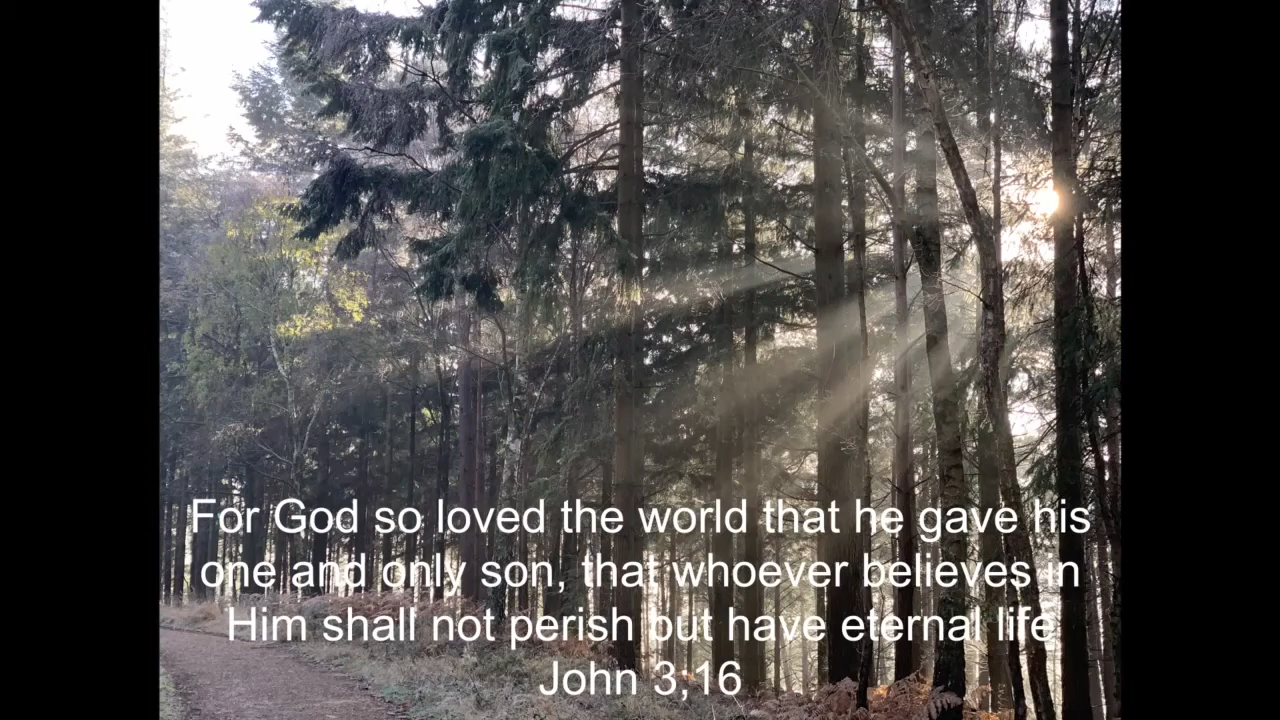 For God so loved the world that he gave his
one and only son, that whoever believes in
Him shall not perish but have eternal life
John 3,16